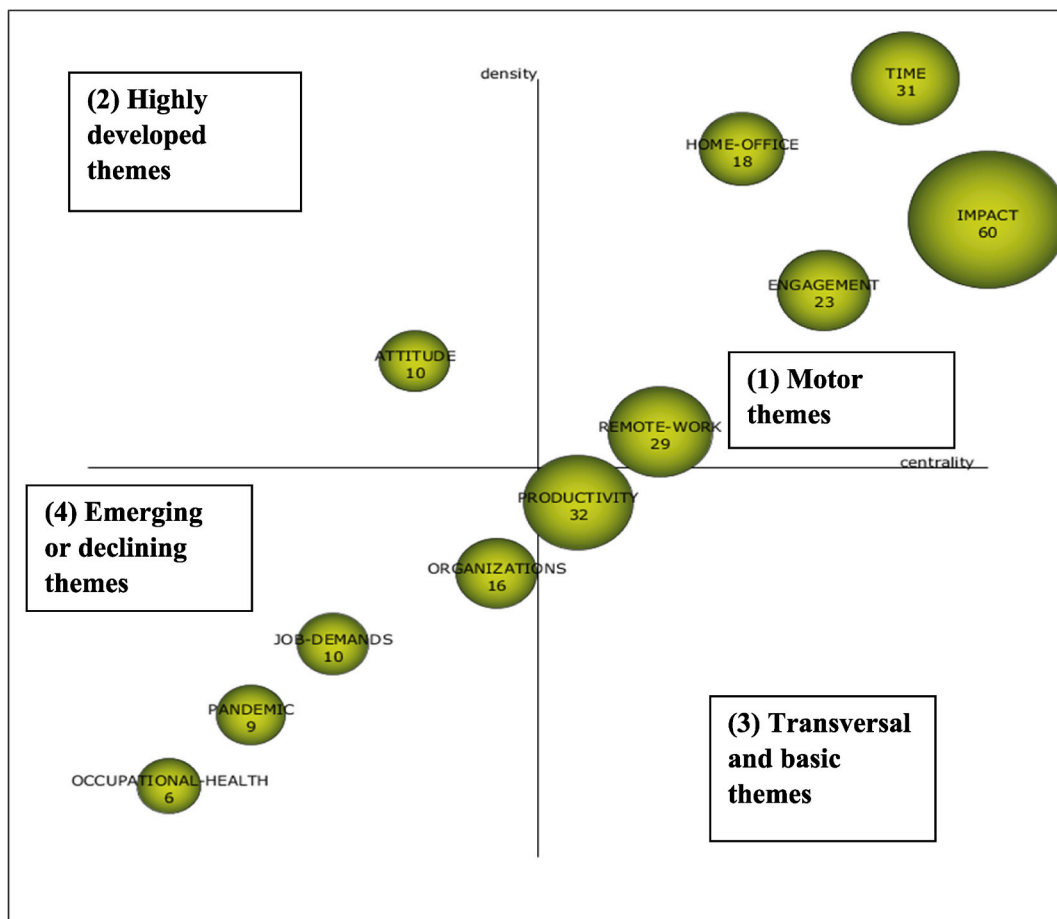 density
TIME
31
(2) Highly
developed
themes
HOME-OFFICE
18
IMPACT
60
ENGAGEMENT
23
ATTITUDE
10
(1) Motor
themes
REMOTE-WORK
29
centrality
PRODUCTIVITY
32
(4) Emerging
or declining
themes
ORGANIZATIONS
16
JOB-DEMANDS
10
PANDEMIC
9
(3) Transversal
and basic
themes
OCCUPATIONAL-HEALTH
6